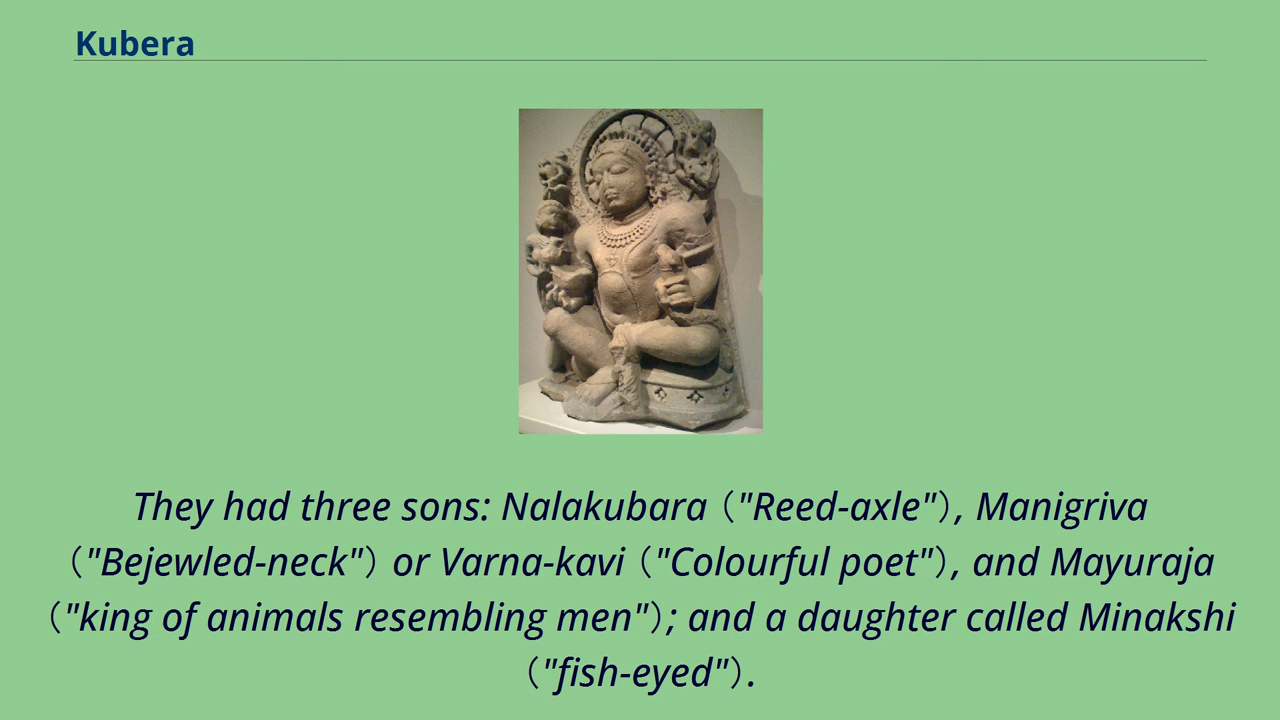 Kubera
They had three sons: Nalakubara ("Reed-axle"), Manigriva
("Bejewled-neck") or Varna-kavi ("Colourful poet"), and Mayuraja
("king of animals resembling men"); and a daughter called Minakshi
("fish-eyed").